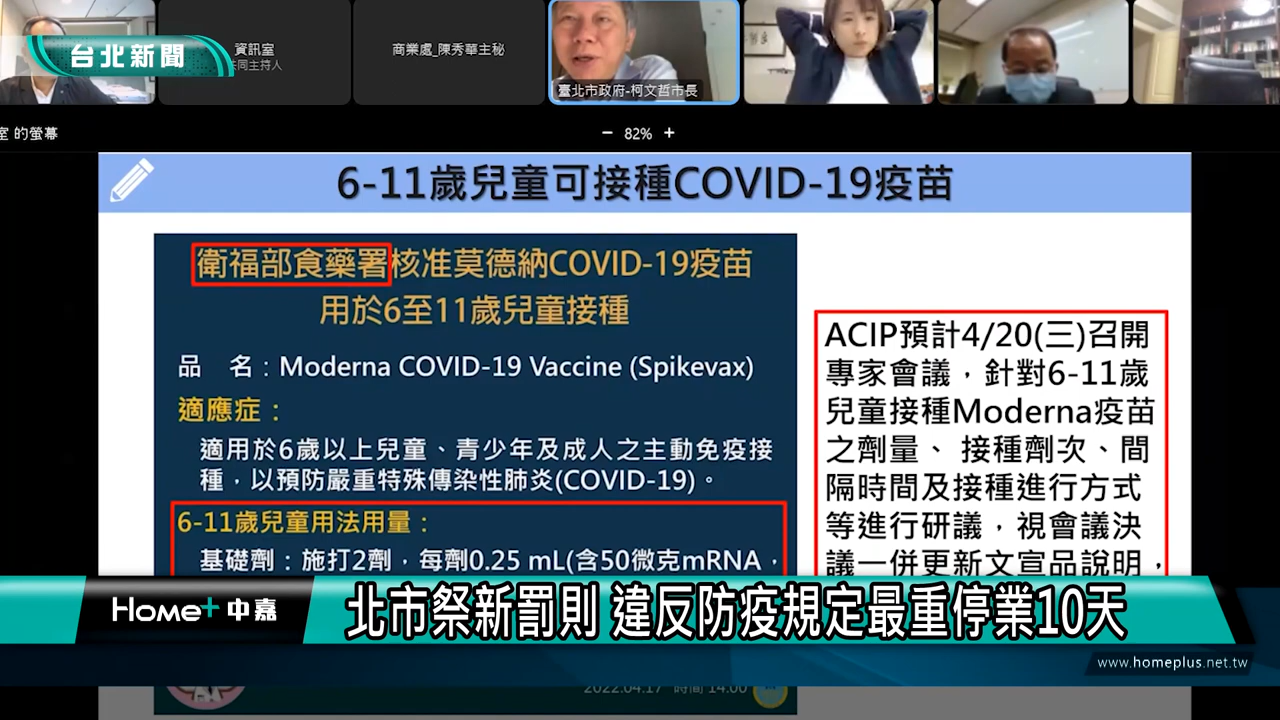 台北新聞
資訊室
共同主持人
商業處_陳秀華主秘
臺北市政府-柯文哲市長
室 的螢幕
− 82% +
6-11歲兒童可接種COVID-19疫苗
衛福部食藥署核准莫德納COVID-19疫苗
用於6至11歲兒童接種
品　名：Moderna COVID-19 Vaccine (Spikevax)
適應症：
適用於6歲以上兒童、青少年及成人之主動免疫接
種，以預防嚴重特殊傳染性肺炎(COVID-19)。
6-11歲兒童用法用量：
基礎劑：施打2劑，每劑0.25 mL(含50微克mRNA，
ACIP預計4/20(三)召開
專家會議，針對6-11歲
兒童接種Moderna疫苗
之劑量、 接種劑次、間
隔時間及接種進行方式
等進行研議，視會議決
議一併更新文宣品說明，
Home+ 中嘉
北市祭新罰則 違反防疫規定最重停業10天
www.homeplus.net.tw
2022.04.17 時間 14:00